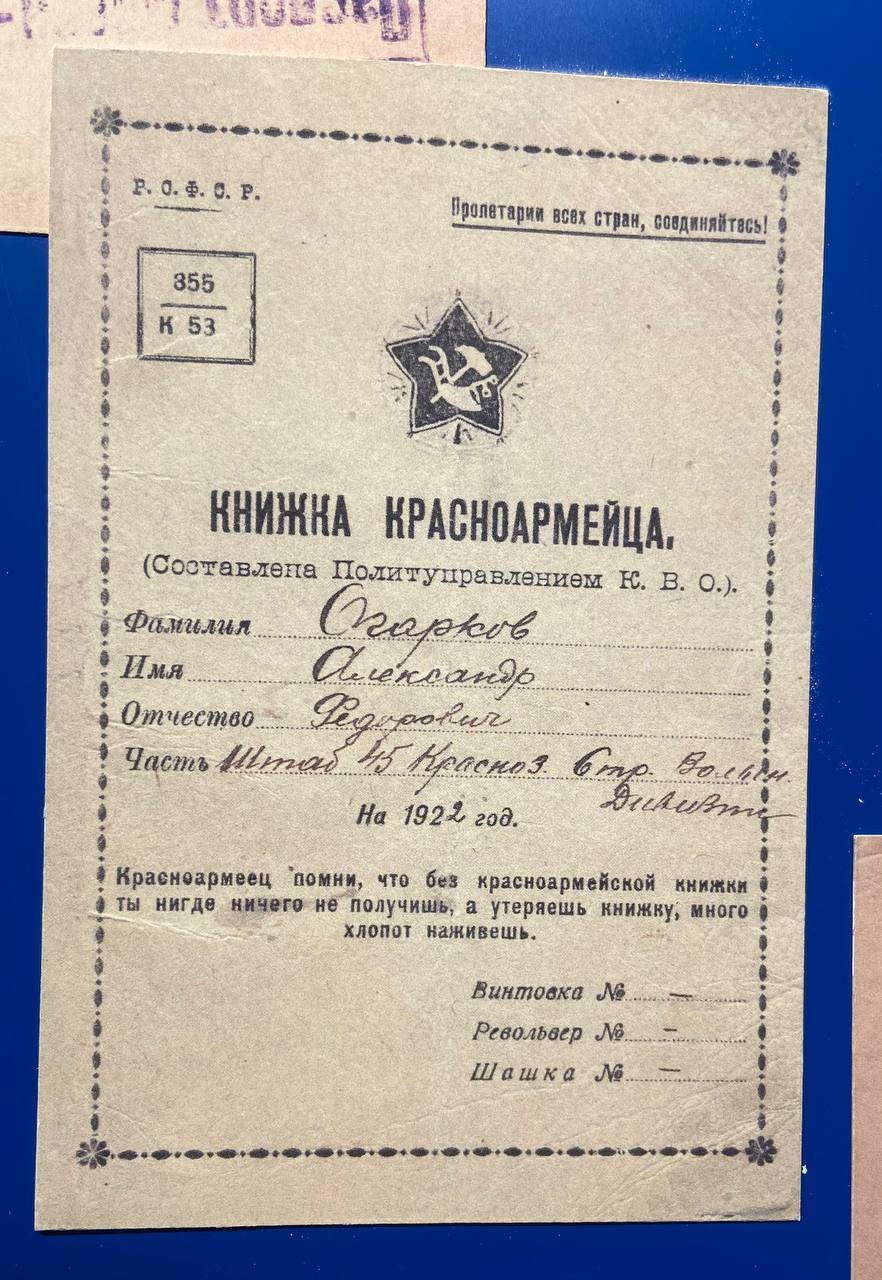 Р. С. Ф. С. Р.
Пролетарии всех стран, соединяйтесь!
355
К 53
КНИЖКА КРАСНОАРМЕЙЦА.
(Составлена Политуправлением К. В. О.).
Фамилия Огарков
Имя Александр
Отчество Федорович
Часть Штаб 45 Красноз. Стр. Волын.
На 1922 год.
Красноармеец помни, что без красноармейской книжки
ты нигде ничего не получишь, а утеряешь книжку, много
хлопот наживешь.
Винтовка № —
Револьвер № —
Шашка № —